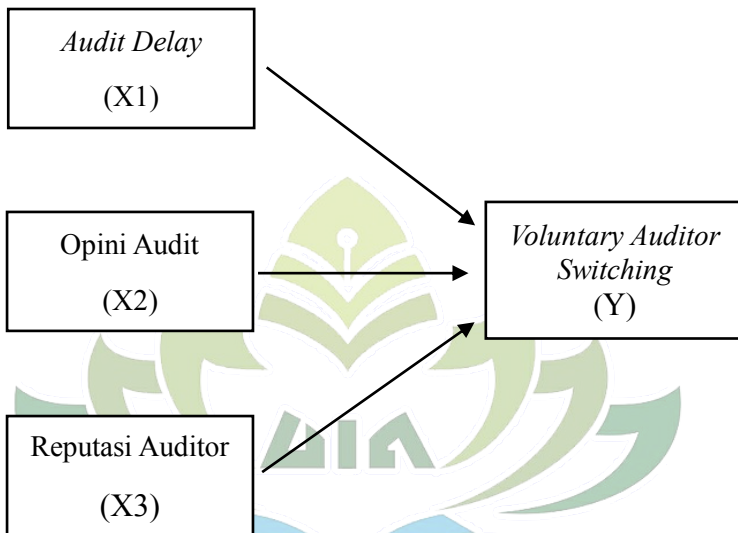 Audit Delay
(X1)
Opini Audit
(X2)
Voluntary Auditor
Switching
(Y)
Reputasi Auditor
(X3)